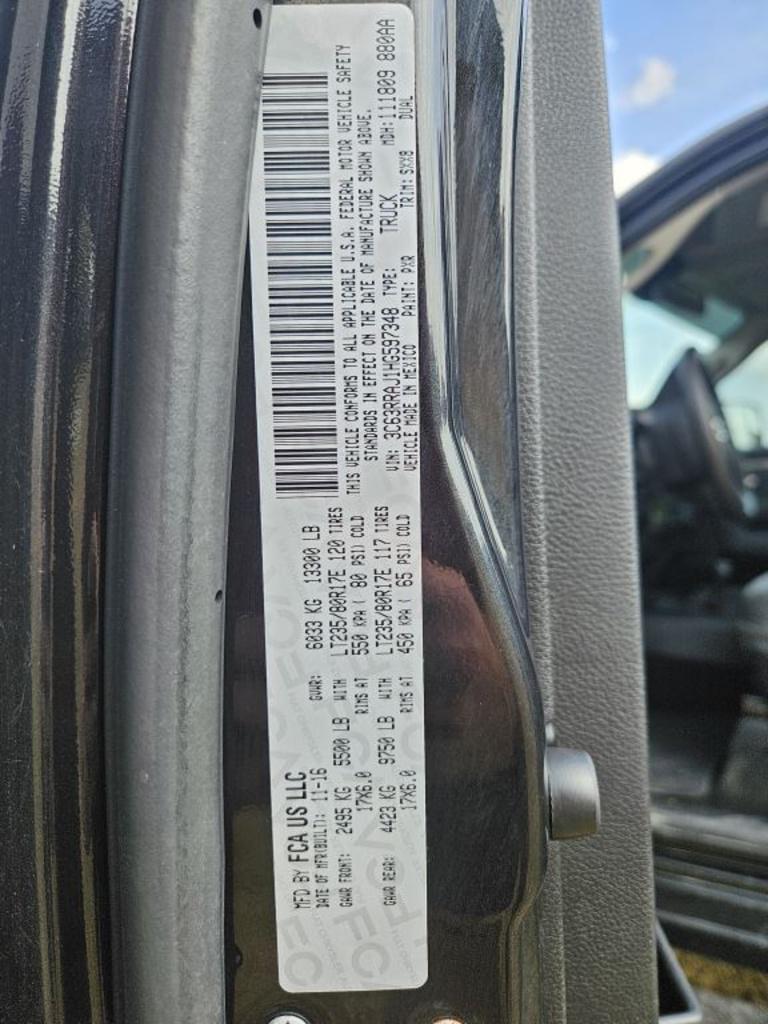 MFD BY FCA US LLC
DATE OF MFR(BUILT): 11-16 GVWR: 6033 KG 13300 LB
GAWR FRONT: 2495 KG 5500 LB WITH LT235/80R17E 120 TIRES
17X6.0 RIMS AT 550 KPA ( 80 PSI) COLD
GAWR REAR: 4423 KG 9750 LB WITH LT235/80R17E 117 TIRES
17X6.0 RIMS AT 450 KPA ( 65 PSI) COLD
THIS VEHICLE CONFORMS TO ALL APPLICABLE U.S.A. FEDERAL MOTOR VEHICLE SAFETY
STANDARDS IN EFFECT ON THE DATE OF MANUFACTURE SHOWN ABOVE.
VIN: 3C63RRAJ1HG597348 TYPE: TRUCK MDH:111809 880AA
VEHICLE MADE IN MEXICO PAINT: PXR TRIM: SXX8 DUAL